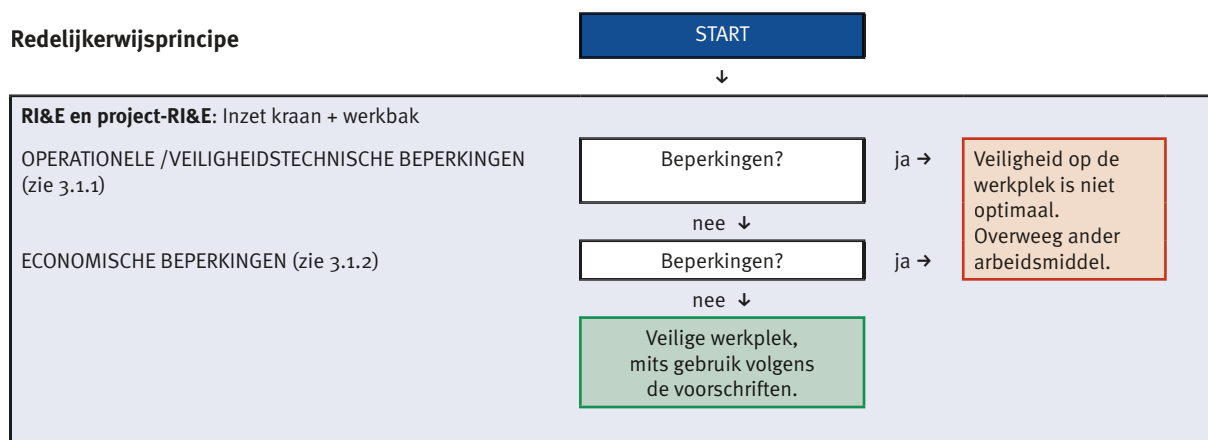 Redelijkerwijsprincipe
START
↓
RI&E en project-RI&E: Inzet kraan + werkbak
OPERATIONELE /VEILIGHEIDSTECHNISCHE BEPERKINGEN
(zie 3.1.1)
Beperkingen?
ja →
Veiligheid op de
werkplek is niet
optimaal.
Overweeg ander
arbeidsmiddel.
nee ↓
ECONOMISCHE BEPERKINGEN (zie 3.1.2)
Beperkingen?
ja →
nee ↓
Veilige werkplek,
mits gebruik volgens
de voorschriften.